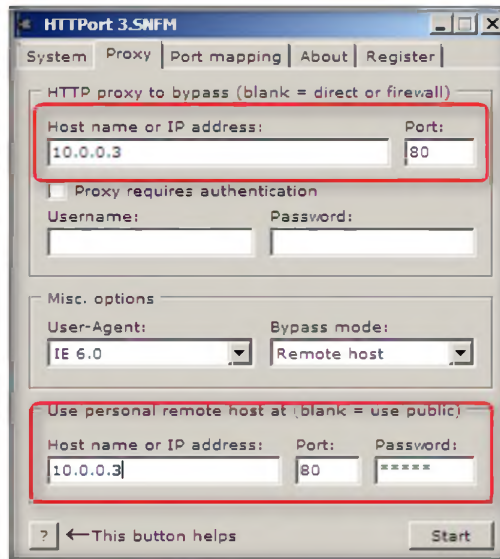 HTTPort 3.SNFM
System Proxy Port mapping About Register
HTTP proxy to bypass (blank = direct or firewall)
Host name or IP address: Port:
10.0.0.3 80
Proxy requires authentication
Username: Password:
Misc. options
User-Agent: Bypass mode:
IE 6.0 Remote host
Use personal remote host at (blank = use public)
Host name or IP address: Port: Password:
10.0.0.3 80 *****
? ←This button helps Start